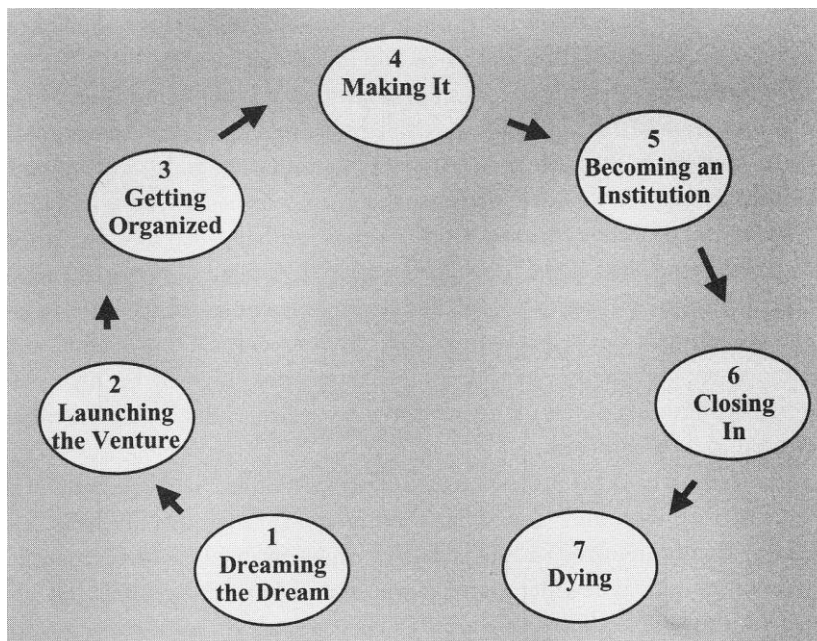 1
Dreaming
the Dream
2
Launching
the Venture
3
Getting
Organized
4
Making It
5
Becoming an
Institution
6
Closing
In
7
Dying